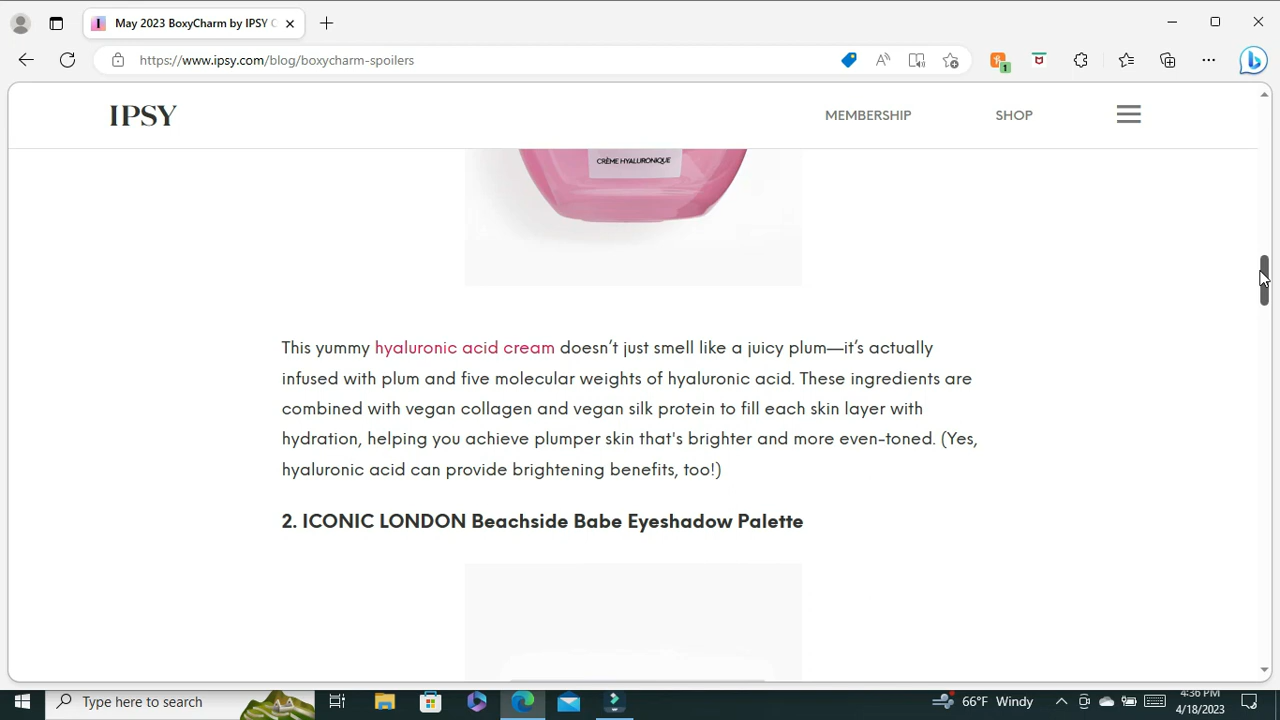 May 2023 BoxyCharm by IPSY
https://www.ipsy.com/blog/boxycharm-spoilers
1
IPSY
MEMBERSHIP
SHOP
CRÈME HYALURONIQUE
This yummy hyaluronic acid cream doesn’t just smell like a juicy plum—it’s actually
infused with plum and five molecular weights of hyaluronic acid. These ingredients are
combined with vegan collagen and vegan silk protein to fill each skin layer with
hydration, helping you achieve plumper skin that's brighter and more even-toned. (Yes,
hyaluronic acid can provide brightening benefits, too!)
2. ICONIC LONDON Beachside Babe Eyeshadow Palette
Type here to search
66°F Windy
4:36 PM
4/18/2023